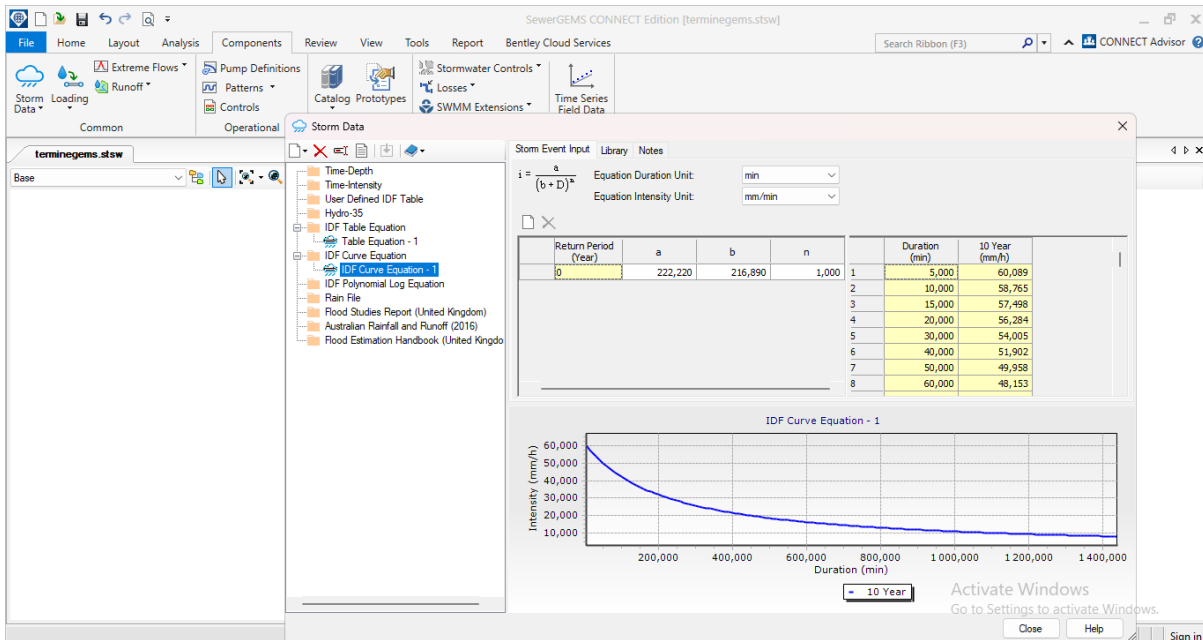 SewerGEMS CONNECT Edition [terminegems.stsw]
File Home Layout Analysis Components Review View Tools Report Bentley Cloud Services Search Ribbon (F3) CONNECT Advisor
Extreme Flows
Runoff
Storm Data
Loading
Common
Pump Definitions
Patterns
Controls
Operational
Catalog
Prototypes
Stormwater Controls
Losses
SWMM Extensions
Time Series Field Data
terminegems.stsw
Base
Storm Data
Time-Depth
Time-Intensity
User Defined IDF Table
Hydro-35
IDF Table Equation
Table Equation - 1
IDF Curve Equation
IDF Curve Equation - 1
IDF Polynomial Log Equation
Rain File
Flood Studies Report (United Kingdom)
Australian Rainfall and Runoff (2016)
Flood Estimation Handbook (United Kingdo
Storm Event Input Library Notes
i = a / (b + D)^n
Equation Duration Unit: min
Equation Intensity Unit: mm/min
Return Period (Year) a b n
:0 222,220 216,890 1,000
Duration (min) 10 Year (mm/h)
1 5,000 60,089
2 10,000 58,765
3 15,000 57,498
4 20,000 56,284
5 30,000 54,005
6 40,000 51,902
7 50,000 49,958
8 60,000 48,153
IDF Curve Equation - 1
Intensity (mm/h)
60,000
50,000
40,000
30,000
20,000
10,000
200,000 400,000 600,000 800,000 1000,000 1200,000 1400,000
Duration (min)
10 Year
Activate Windows
Go to Settings to activate Windows.
Close Help
Sign in